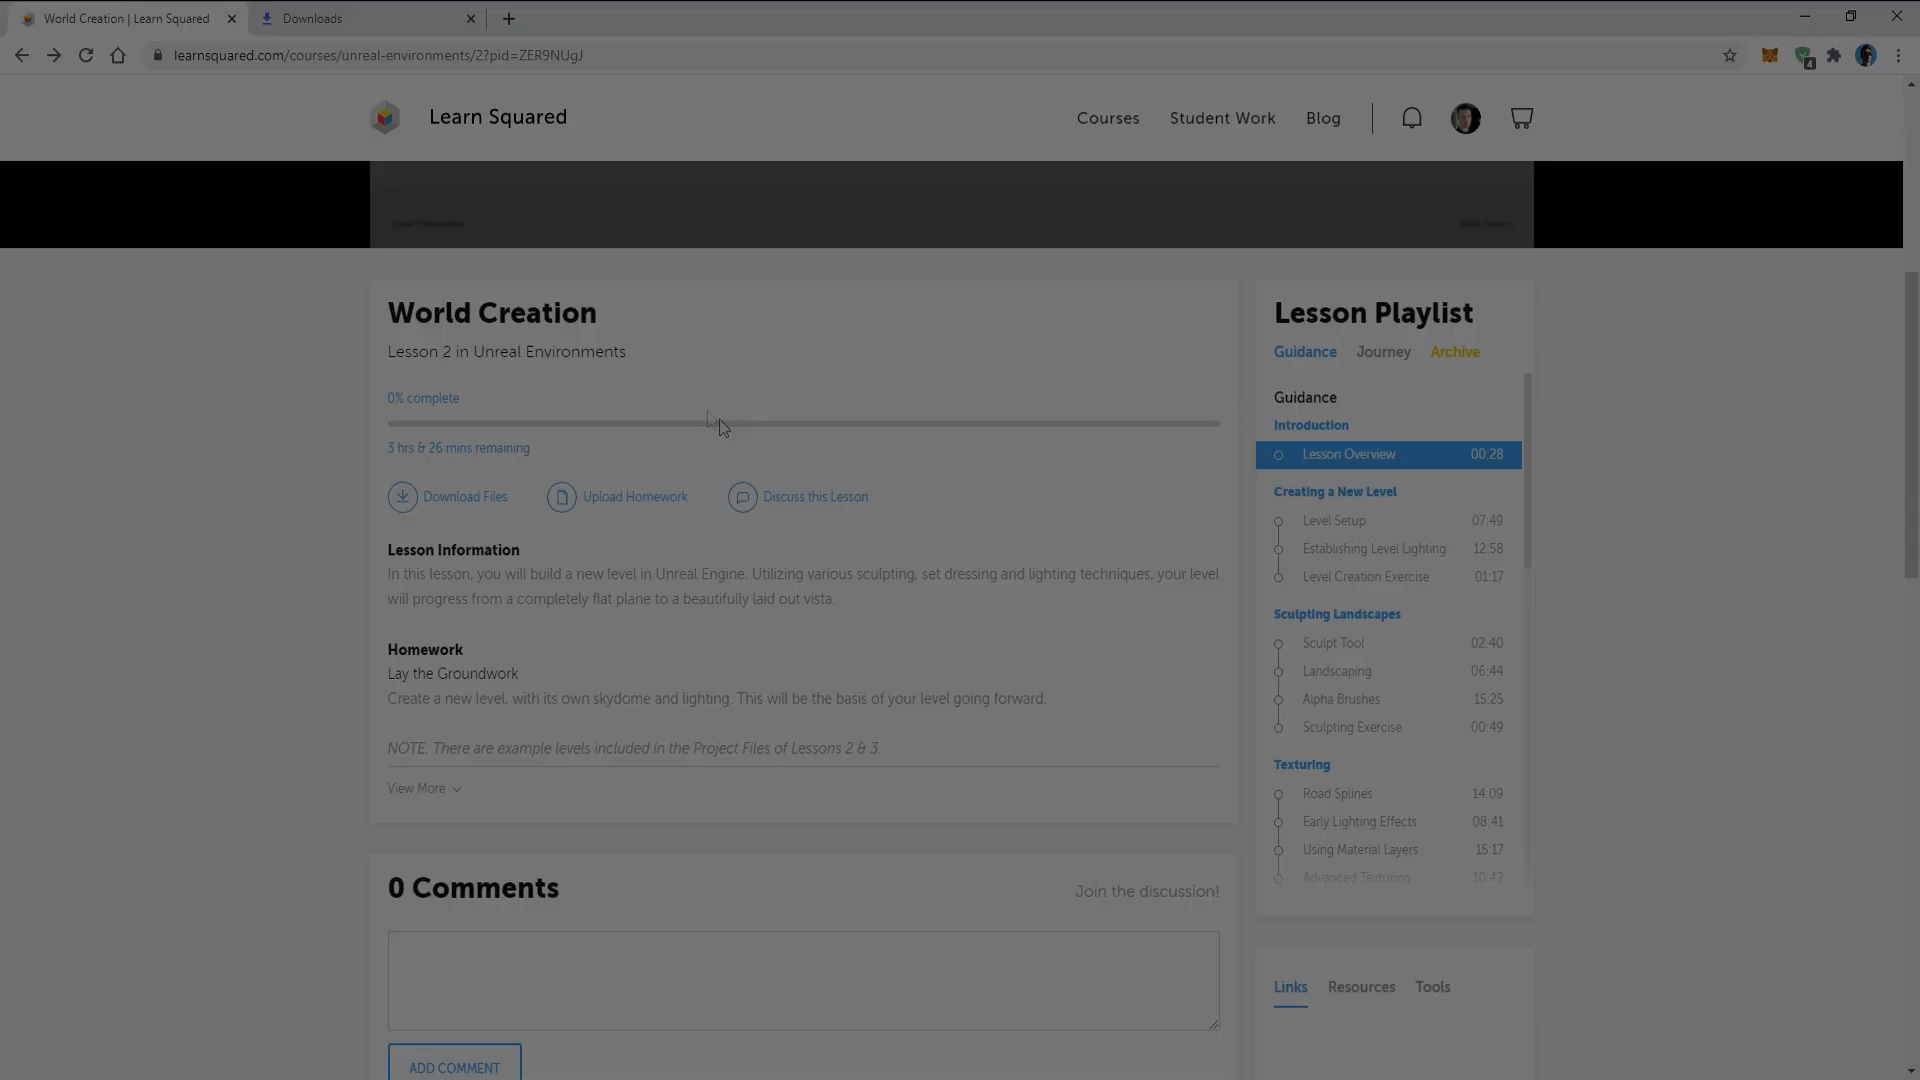 World Creation | Learn Squared
Downloads
learnsquared.com/courses/unreal-environments/2?pid=ZER9NUgJ
4
Learn Squared
Courses
Student Work
Blog
World Creation
Lesson 2 in Unreal Environments
0% complete
3 hrs & 26 mins remaining
Download Files
Upload Homework
Discuss this Lesson
Lesson Information
In this lesson, you will build a new level in Unreal Engine. Utilizing various sculpting, set dressing and lighting techniques, your level
will progress from a completely flat plane to a beautifully laid out vista.
Homework
Lay the Groundwork
Create a new level, with its own skydome and lighting. This will be the basis of your level going forward.
NOTE: There are example levels included in the Project Files of Lessons 2 & 3.
View More
0 Comments
Join the discussion!
ADD COMMENT
Lesson Playlist
Guidance Journey Archive
Guidance
Introduction
Lesson Overview 00:28
Creating a New Level
Level Setup 07:49
Establishing Level Lighting 12:58
Level Creation Exercise 01:17
Sculpting Landscapes
Sculpt Tool 02:40
Landscaping 06:44
Alpha Brushes 15:25
Sculpting Exercise 00:49
Texturing
Road Splines 14:09
Early Lighting Effects 08:41
Using Material Layers 15:17
Advanced Texturing 10:42
Links Resources Tools